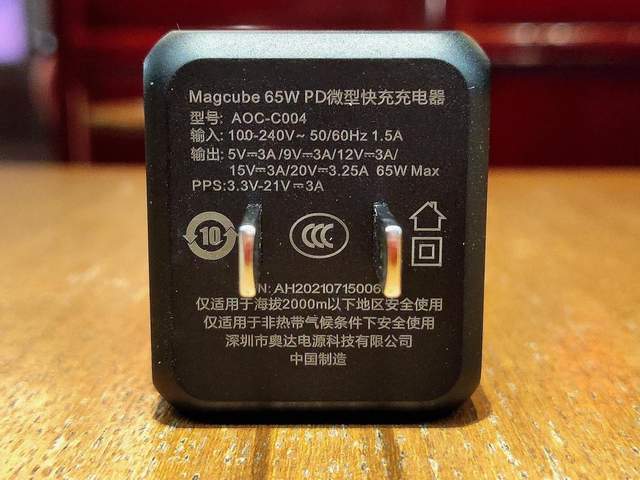 Magcube 65W PD微型快充充电器
型号: AOC-C004
输入: 100-240V~ 50/60Hz 1.5A
输出: 5V⎓3A/9V⎓3A/12V⎓3A/
15V⎓3A/20V⎓3.25A 65W Max
PPS:3.3V-21V⎓3A
10
CCC
N: AH20210715006
仅适用于海拔2000m以下地区安全使用
仅适用于非热带气候条件下安全使用
深圳市奥达电源科技有限公司
中国制造